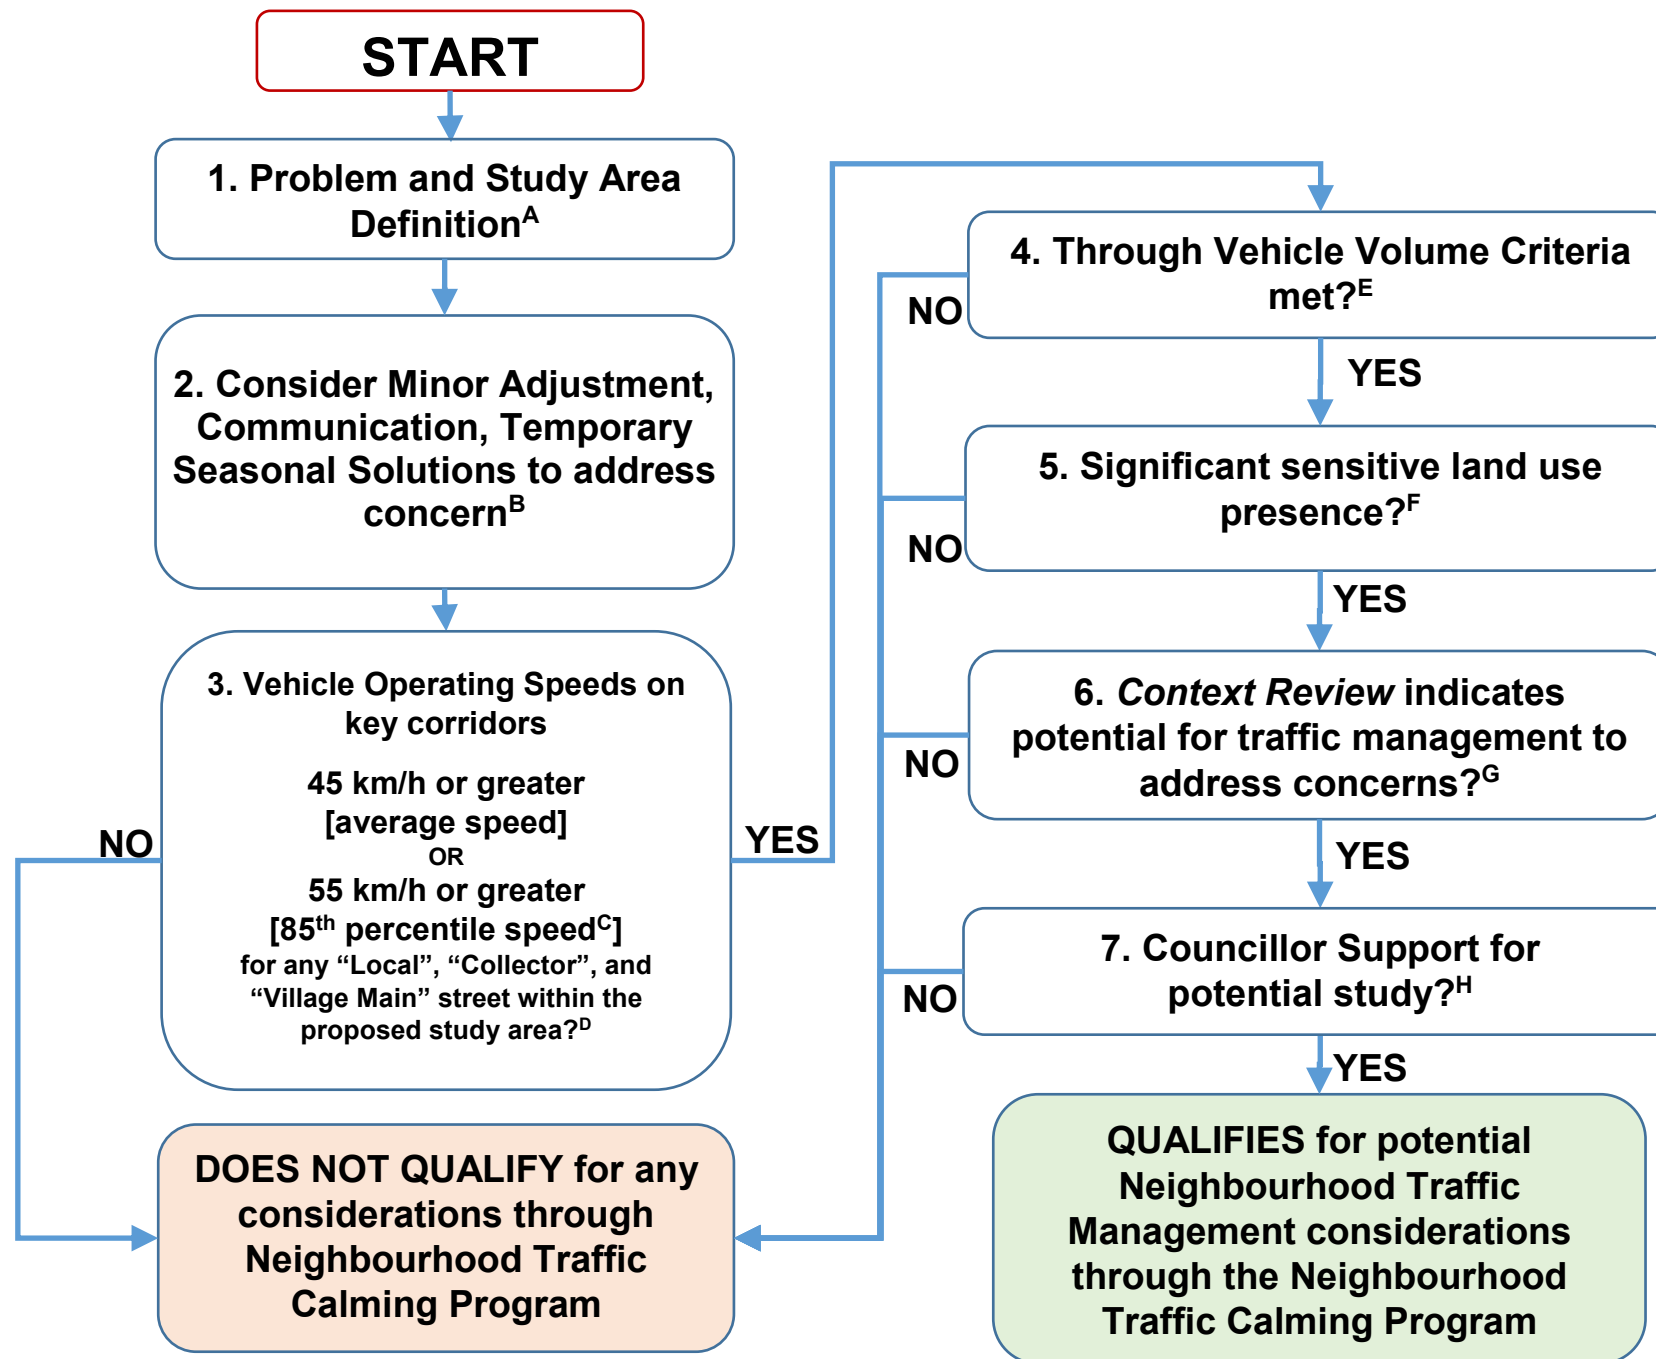 START
1. Problem and Study Area
Definition^A
2. Consider Minor Adjustment,
Communication, Temporary
Seasonal Solutions to address
concern^B
3. Vehicle Operating Speeds on
key corridors
45 km/h or greater
[average speed]
OR
55 km/h or greater
[85th percentile speed^C]
for any “Local”, “Collector”, and
“Village Main” street within the
proposed study area?^D
NO
YES
DOES NOT QUALIFY for any
considerations through
Neighbourhood Traffic
Calming Program
4. Through Vehicle Volume Criteria
met?^E
NO
YES
5. Significant sensitive land use
presence?^F
NO
YES
6. Context Review indicates
potential for traffic management to
address concerns?^G
NO
YES
7. Councillor Support for
potential study?^H
NO
YES
QUALIFIES for potential
Neighbourhood Traffic
Management considerations
through the Neighbourhood
Traffic Calming Program